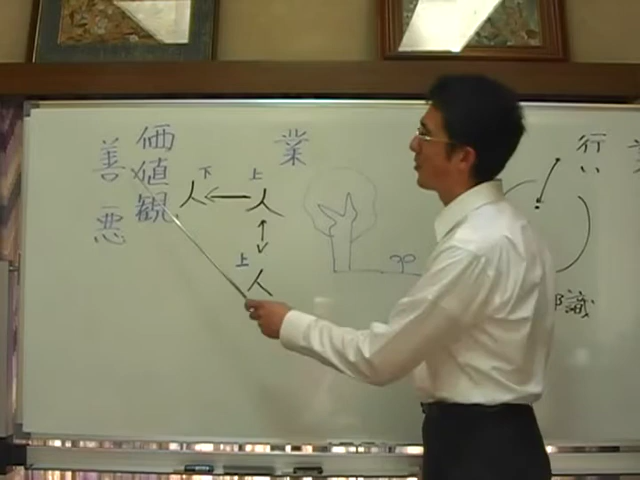 行い
業
価値観
善 悪
下
上
人
人
上
人
識